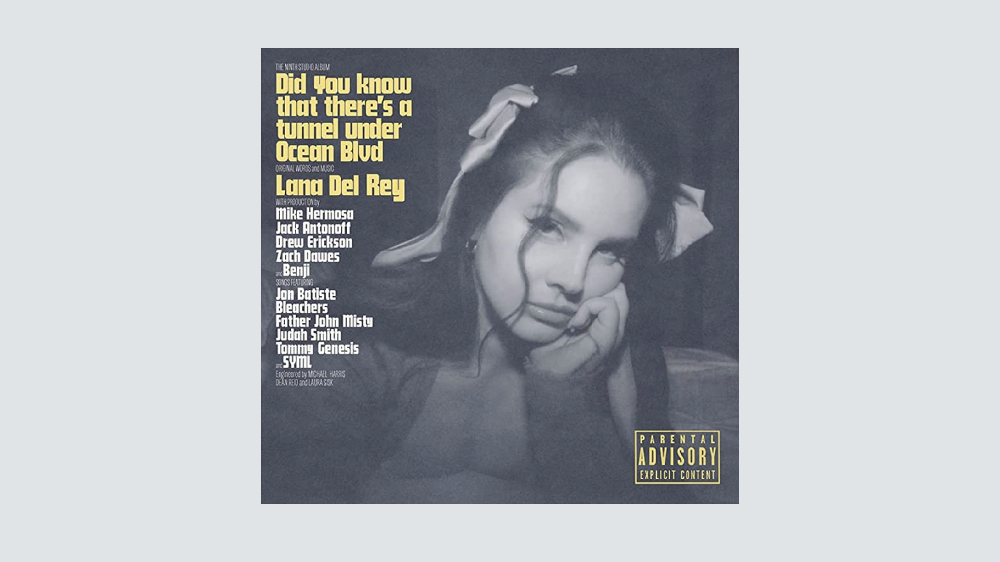 THE NINTH STUDIO ALBUM
Did you know
that there's a
tunnel under
Ocean Blvd
ORIGINAL WORDS and MUSIC
Lana Del Rey
WITH PRODUCTION by
Mike Hermosa
Jack Antonoff
Drew Erickson
Zach Dawes
and Benji
SONGS FEATURING
Jon Batiste
Bleachers
Father John Misty
Judah Smith
Tommy Genesis
and SYML
Engineered by MICHAEL HARRIS
DEAN REID and LAURA SISK
PARENTAL
ADVISORY
EXPLICIT CONTENT